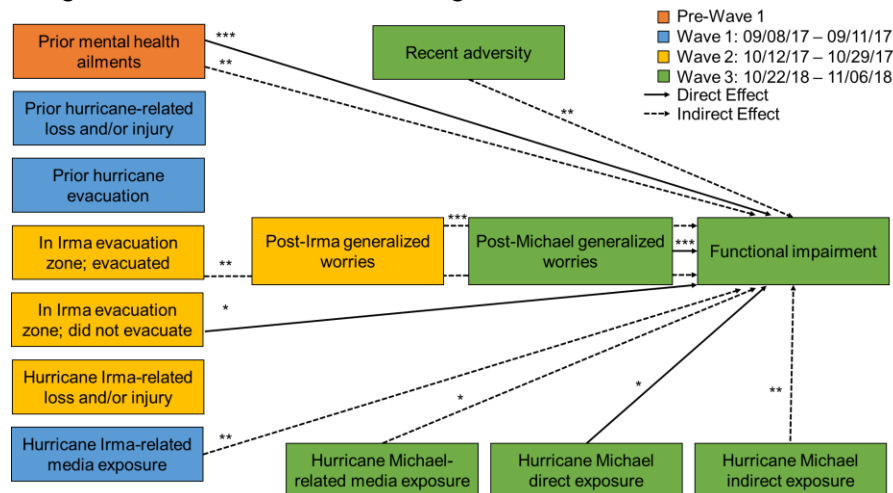 Pre-Wave 1
Wave 1: 09/08/17 – 09/11/17
Wave 2: 10/12/17 – 10/29/17
Wave 3: 10/22/18 – 11/06/18
Direct Effect
Indirect Effect
Prior mental health
ailments
***
**
Recent adversity
**
Prior hurricane-related
loss and/or injury
Prior hurricane
evacuation
In Irma evacuation
zone; evacuated
**
Post-Irma generalized
worries
***
Post-Michael generalized
worries
***
Functional impairment
In Irma evacuation
zone; did not evacuate
*
Hurricane Irma-related
loss and/or injury
Hurricane Irma-related
media exposure
**
*
*
**
Hurricane Michael-
related media exposure
Hurricane Michael
direct exposure
Hurricane Michael
indirect exposure